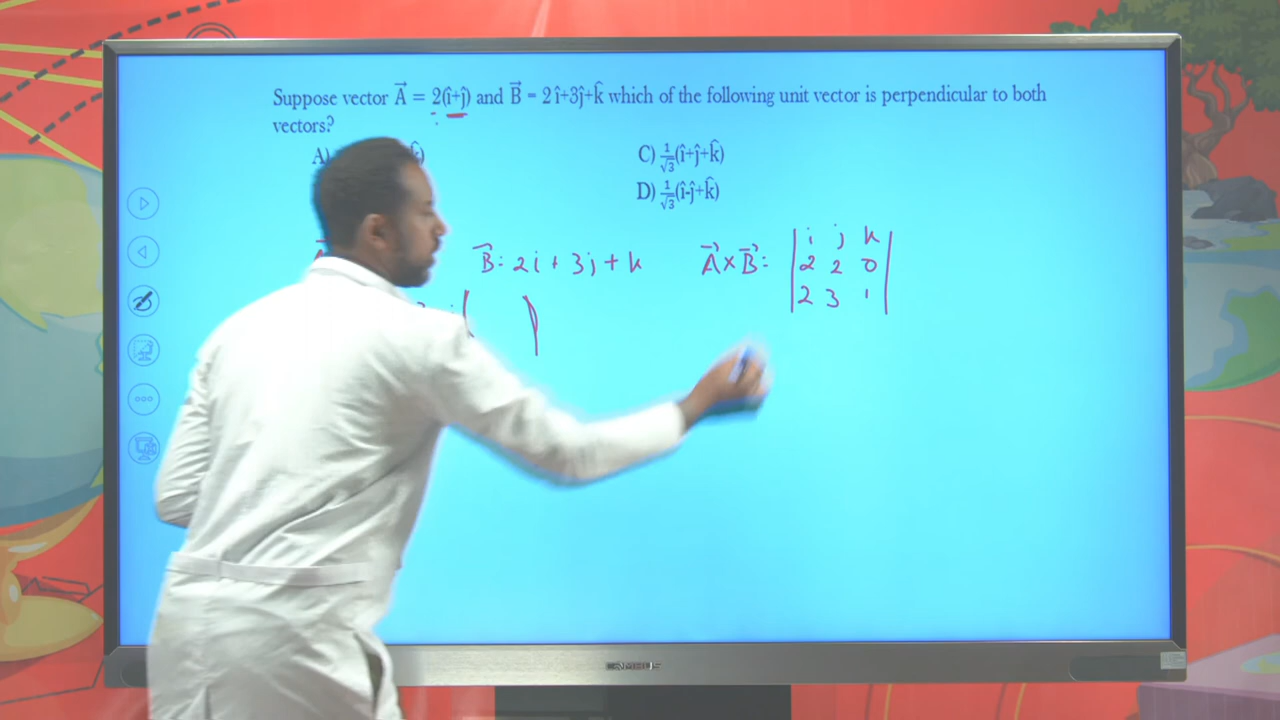 Suppose vector A⃗ = 2(î+ĵ) and B⃗ = 2 î+3ĵ+k̂ which of the following unit vector is perpendicular to both
vectors?
A) k̂)
C) 1/√3(î+ĵ+k̂)
D) 1/√3(î-ĵ+k̂)
B⃗: 2i + 3j + k
A⃗×B⃗: | i j k |
| 2 2 0 |
| 2 3 1 |